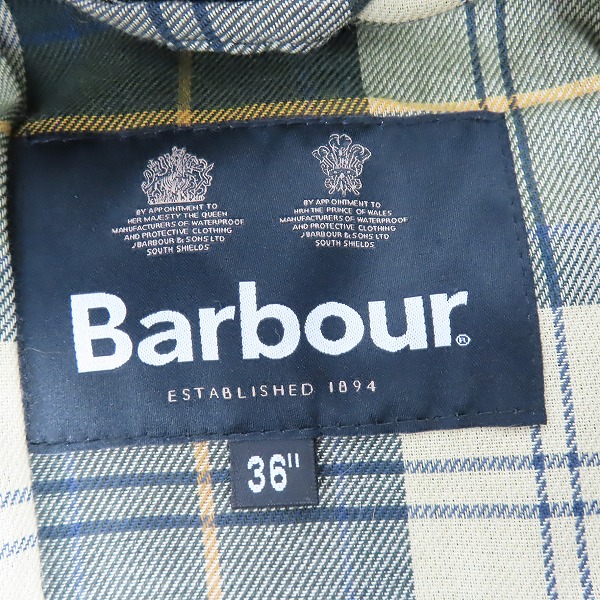 BY APPOINTMENT TO
HER MAJESTY THE QUEEN
MANUFACTURERS OF WATERPROOF
AND PROTECTIVE CLOTHING
J BARBOUR & SONS LTD
SOUTH SHIELDS
BY APPOINTMENT TO
HRH THE PRINCE OF WALES
MANUFACTURERS OF WATERPROOF
AND PROTECTIVE CLOTHING
J BARBOUR & SONS LTD
SOUTH SHIELDS
Barbour®
ESTABLISHED 1894
36"